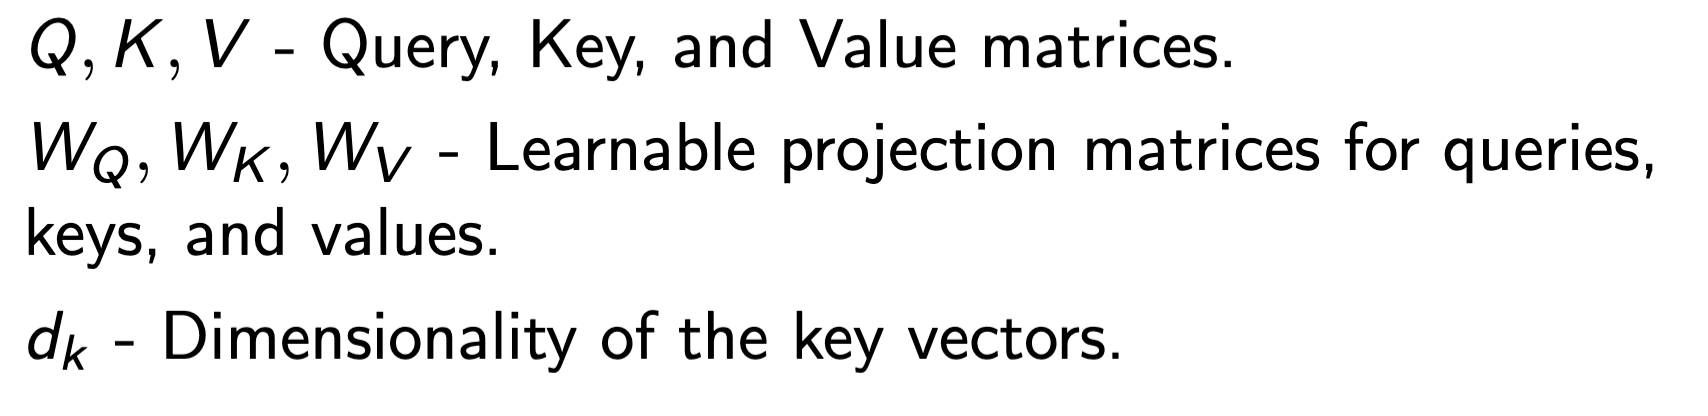 Q, K, V - Query, Key, and Value matrices.
W_Q, W_K, W_V - Learnable projection matrices for queries,
keys, and values.
d_k - Dimensionality of the key vectors.